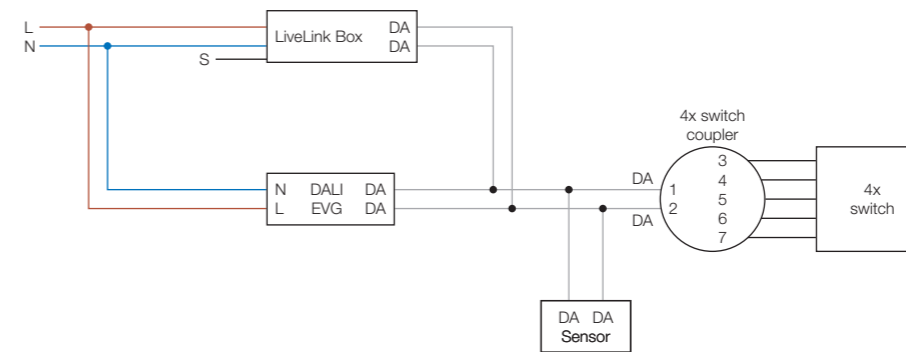 L
N
S
LiveLink Box
DA
DA
N DALI DA
L EVG DA
DA
DA
4x switch
coupler
1
2
3
4
5
6
7
4x
switch
DA DA
Sensor